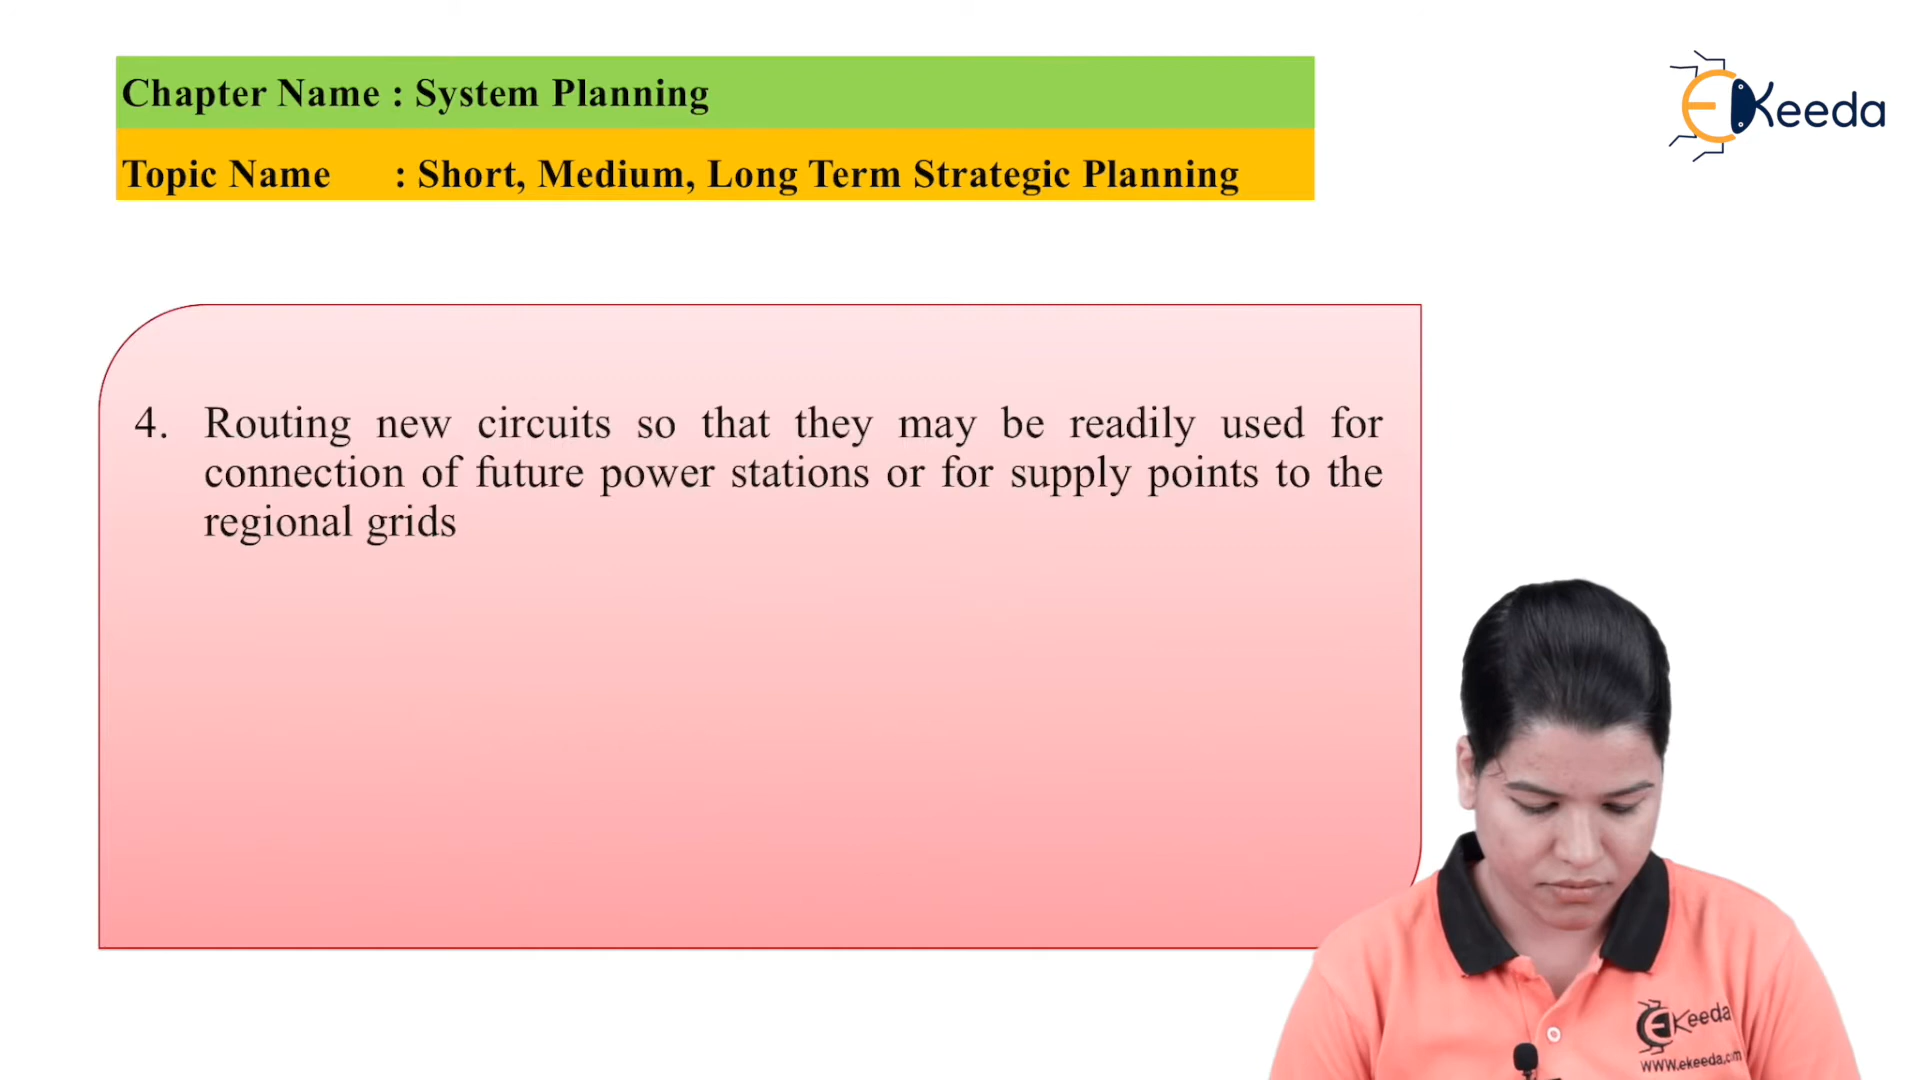 Chapter Name : System Planning
Topic Name : Short, Medium, Long Term Strategic Planning
EKeeda
4. Routing new circuits so that they may be readily used for
connection of future power stations or for supply points to the
regional grids
EKeeda
www.ekeeda.com